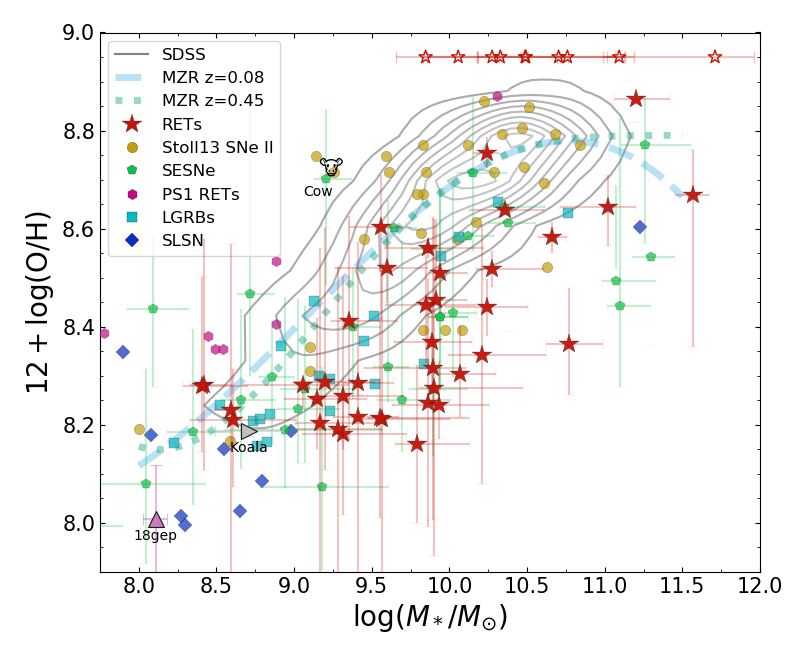 9.0
8.8
8.6
8.4
8.2
8.0
12 + log(O/H)
SDSS
MZR z=0.08
MZR z=0.45
RETs
Stoll13 SNe II
SESNe
PS1 RETs
LGRBs
SLSN
Cow
Koala
18gep
8.0 8.5 9.0 9.5 10.0 10.5 11.0 11.5 12.0
log(M*/M⊙)